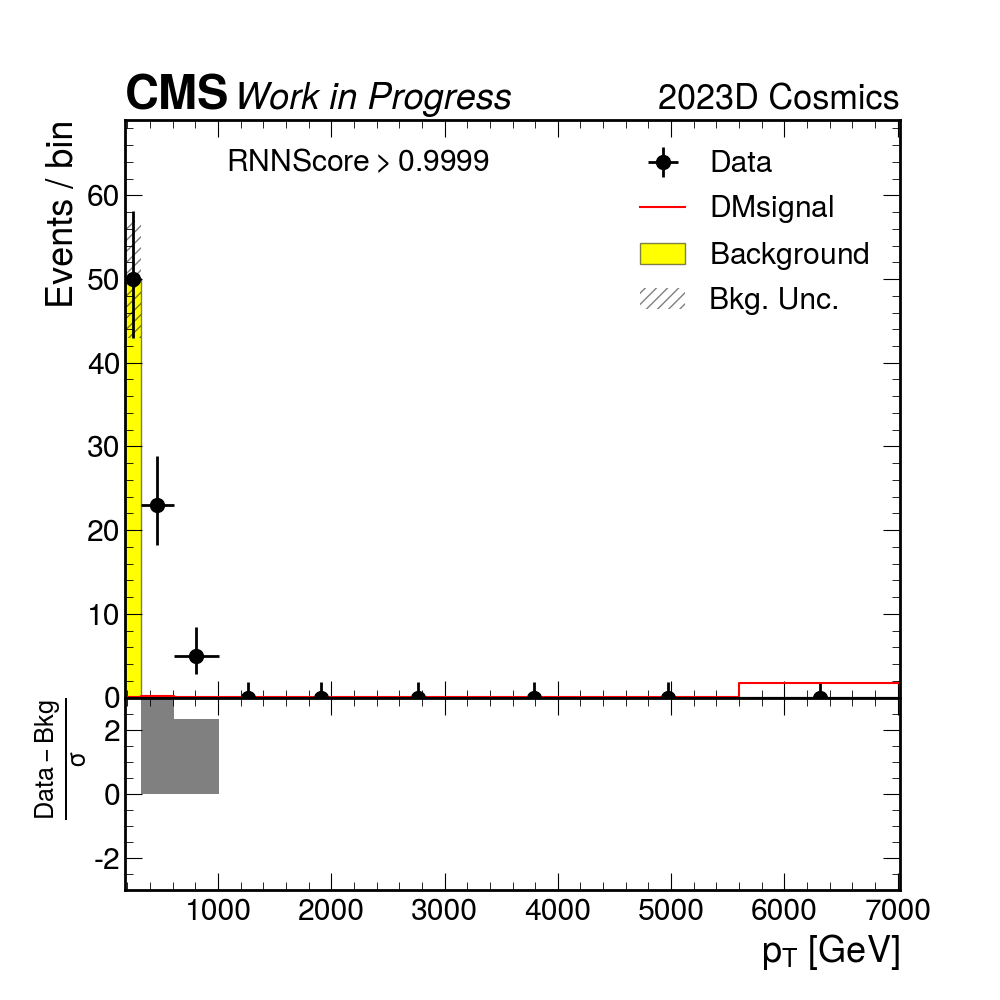 CMS Work in Progress 2023D Cosmics
Events / bin
RNNScore > 0.9999
Data
DMsignal
Background
Bkg. Unc.
60
50
40
30
20
10
0
Data – Bkg
σ
2
0
-2
1000 2000 3000 4000 5000 6000 7000
pT [GeV]